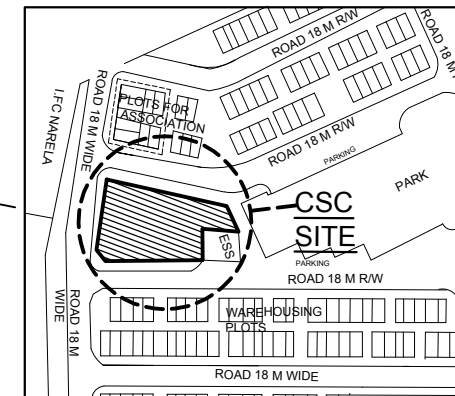 ROAD 18 M R/W
ROAD 18 M
I.FC NARELA
ROAD 18 M WIDE
PLOTS FOR
ASSOCIATION
ROAD 18 M R/W
PARKING
PARK
CSC
SITE
ESS
PARKING
ROAD 18 M R/W
ROAD 18 M
WIDE
WAREHOUSING
PLOTS
ROAD 18 M WIDE